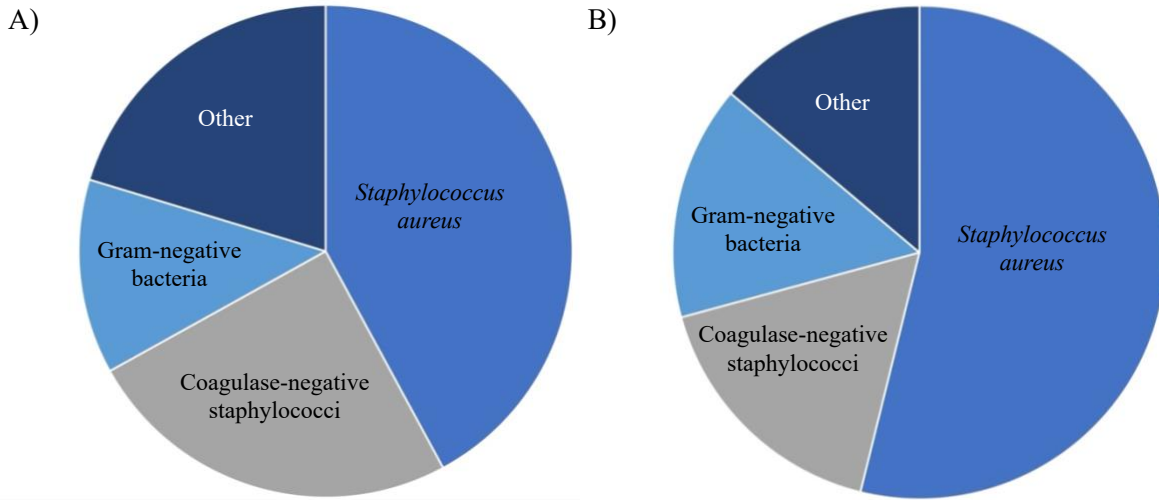 A)
Other
Staphylococcus
aureus
Gram-negative
bacteria
Coagulase-negative
staphylococci
B)
Other
Gram-negative
bacteria
Staphylococcus
aureus
Coagulase-negative
staphylococci